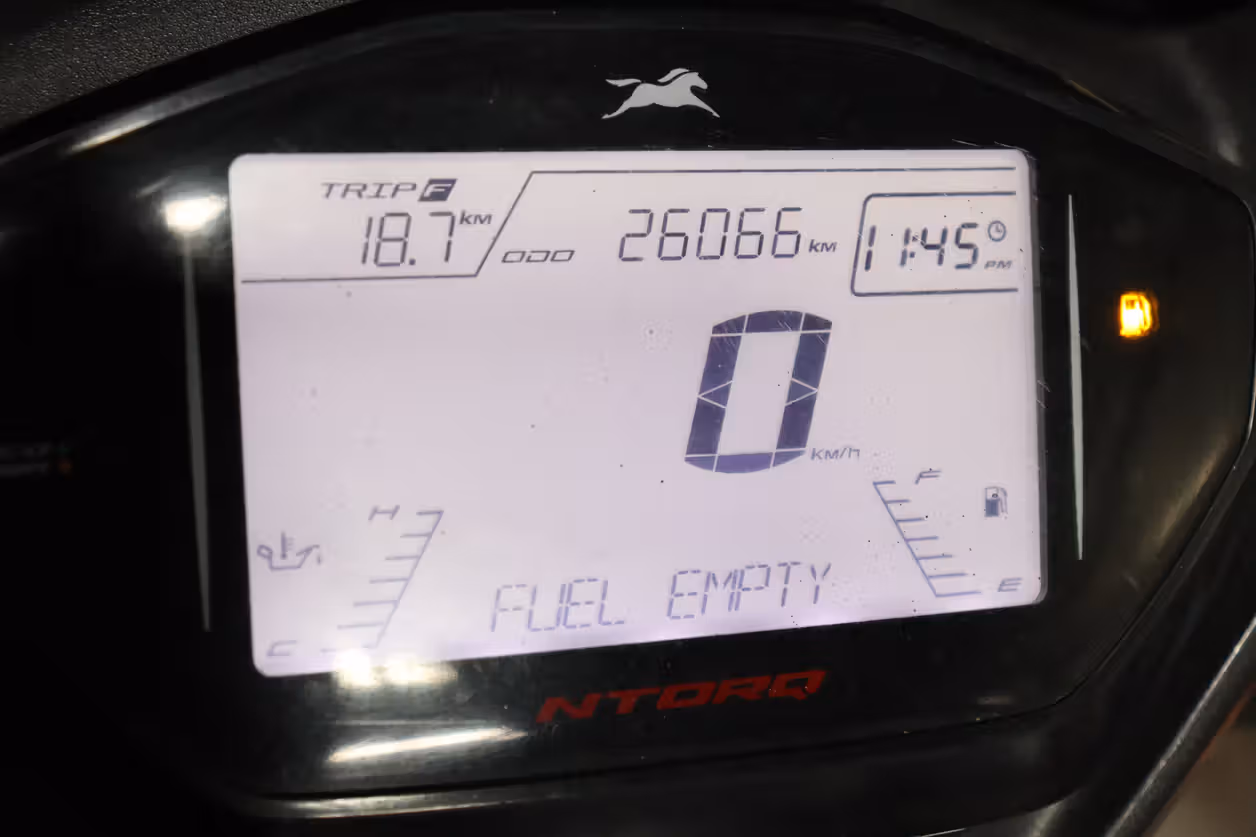 TRIP F
18.7 KM
ODO 26066 KM
11:45 PM
0 KM/H
H
C
F
E
FUEL EMPTY
NTORQ